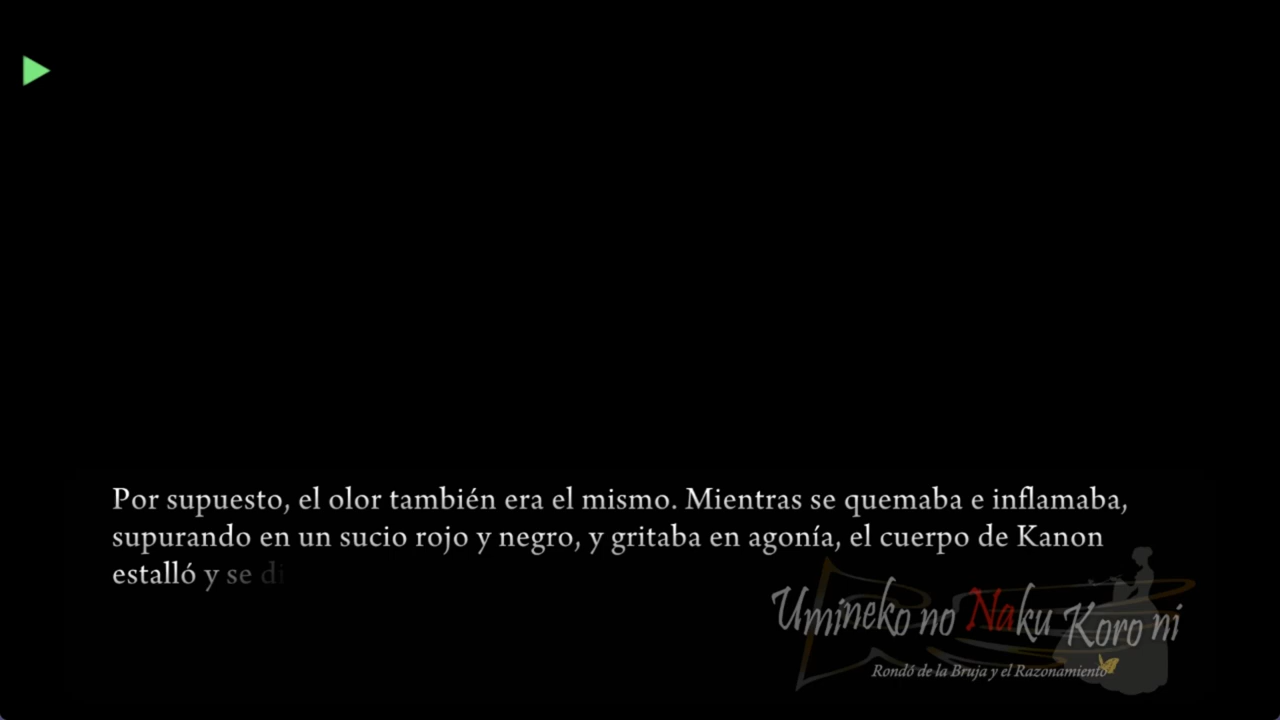 Por supuesto, el olor también era el mismo. Mientras se quemaba e inflamaba,
supurando en un sucio rojo y negro, y gritaba en agonía, el cuerpo de Kanon
estalló y se di
Umineko no Naku Koro ni
Rondó de la Bruja y el Razonamiento